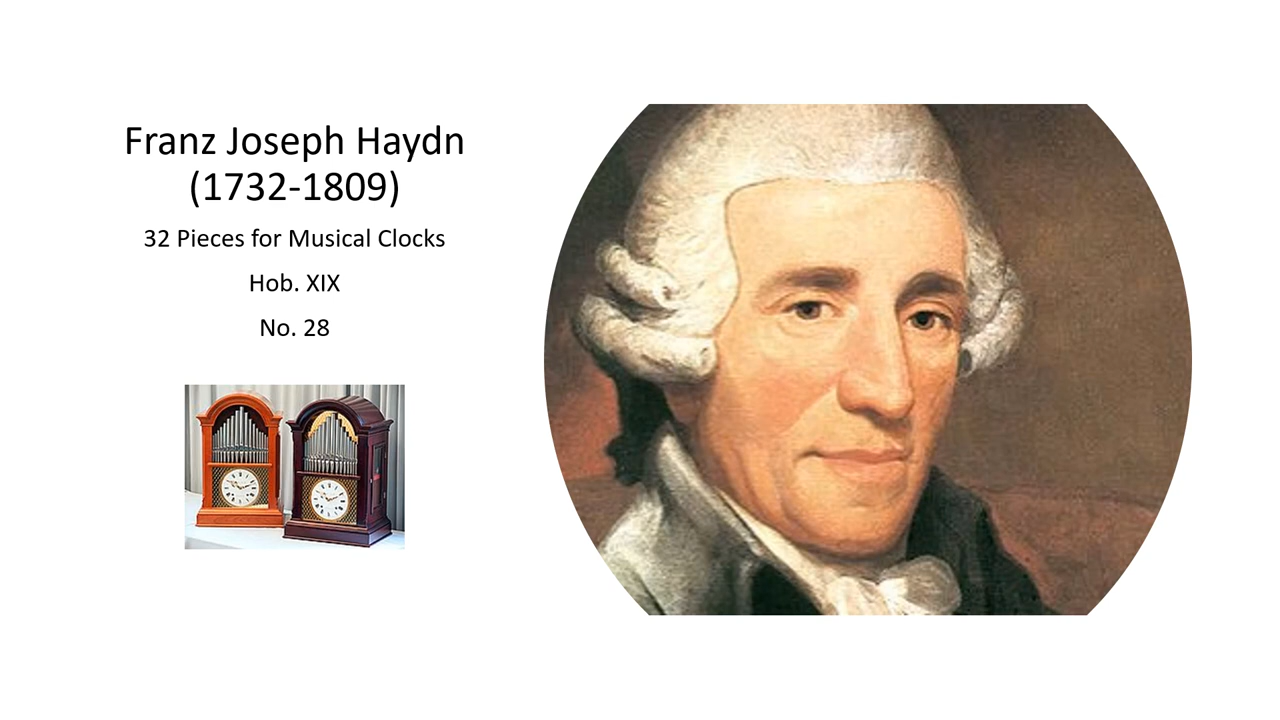 Franz Joseph Haydn
(1732-1809)
32 Pieces for Musical Clocks
Hob. XIX
No. 28